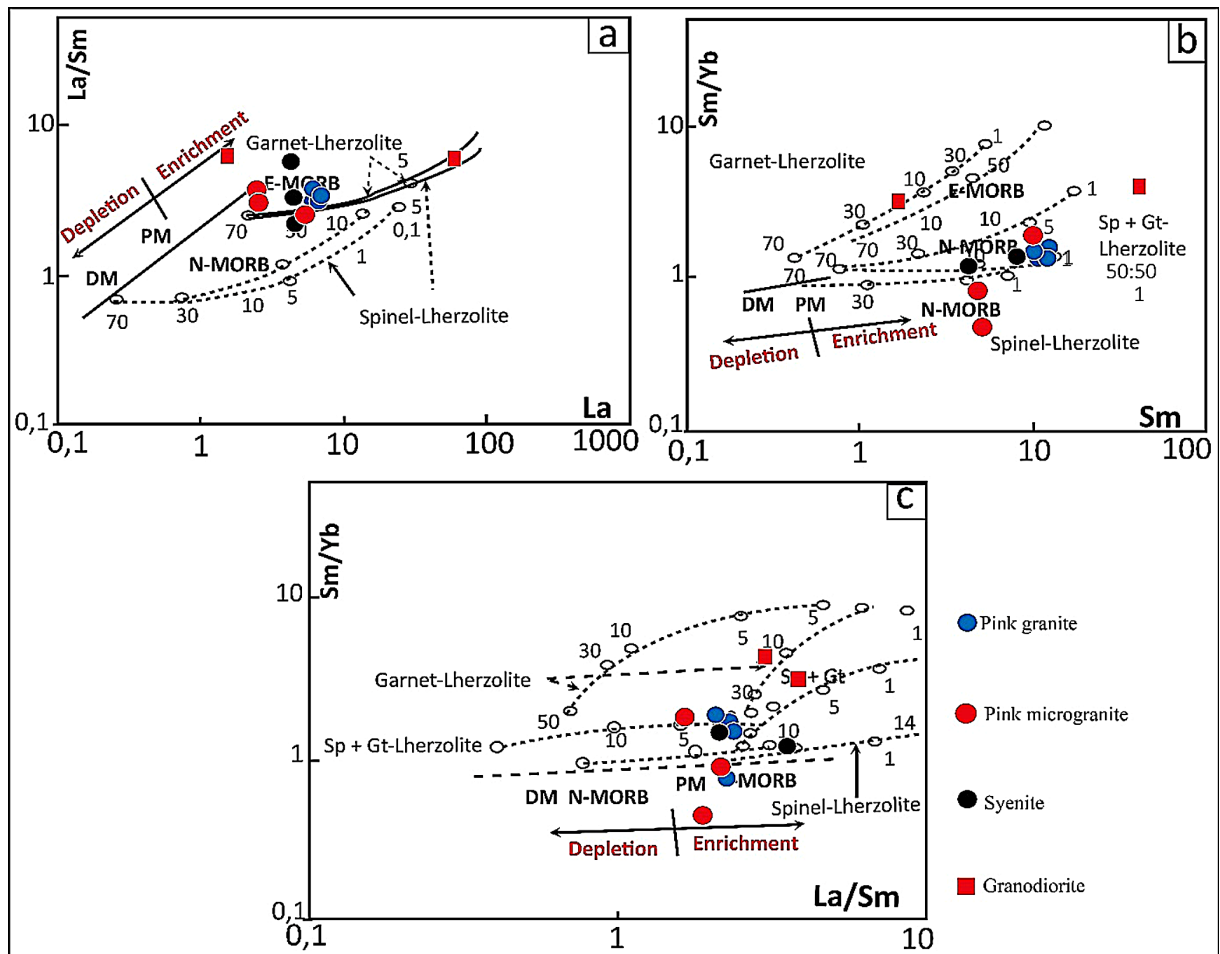 a
La/Sm
10
1
0,1
Enrichment
Depletion
PM
DM
Garnet-Lherzolite
5
E-MORB
70
30
10
5
0,1
1
N-MORB
10
5
70
30
Spinel-Lherzolite
La
0,1
1
10
100
1000
b
Sm/Yb
10
1
0,1
Garnet-Lherzolite
1
30
50
10
E-MORB
30
10
1
70
70
30
10
5
N-MORB
70
70
1
1
30
Sp + Gt-
Lherzolite
50:50
1
DM
PM
N-MORB
Enrichment
Depletion
Spinel-Lherzolite
Sm
0,1
1
10
100
c
Sm/Yb
10
1
0,1
10
30
5
5
10
1
Garnet-Lherzolite
50
30
5
1
Sp + Gt-Lherzolite
10
5
10
14
1
PM
DM
N-MORB
Spinel-Lherzolite
Depletion
Enrichment
La/Sm
0,1
1
10
Pink granite
Pink microgranite
Syenite
Granodiorite